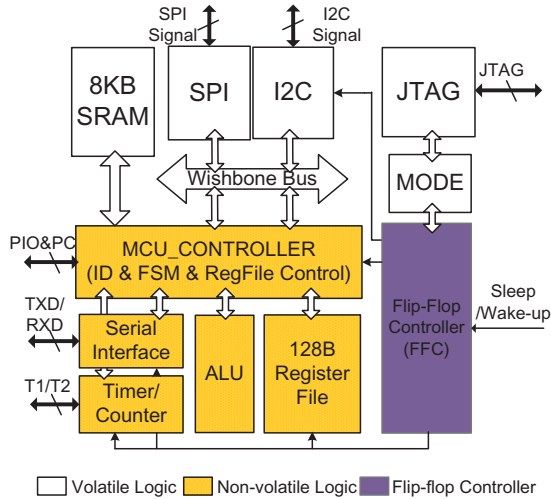 SPI
Signal
I2C
Signal
8KB
SRAM
SPI
I2C
JTAG
JTAG
Wishbone Bus
MODE
PIO&PC
MCU_CONTROLLER
(ID & FSM & RegFile Control)
TXD/
RXD
Serial
Interface
ALU
128B
Register
File
Flip-Flop
Controller
(FFC)
Sleep
/Wake-up
T1/T2
Timer/
Counter
Volatile Logic
Non-volatile Logic
Flip-flop Controller